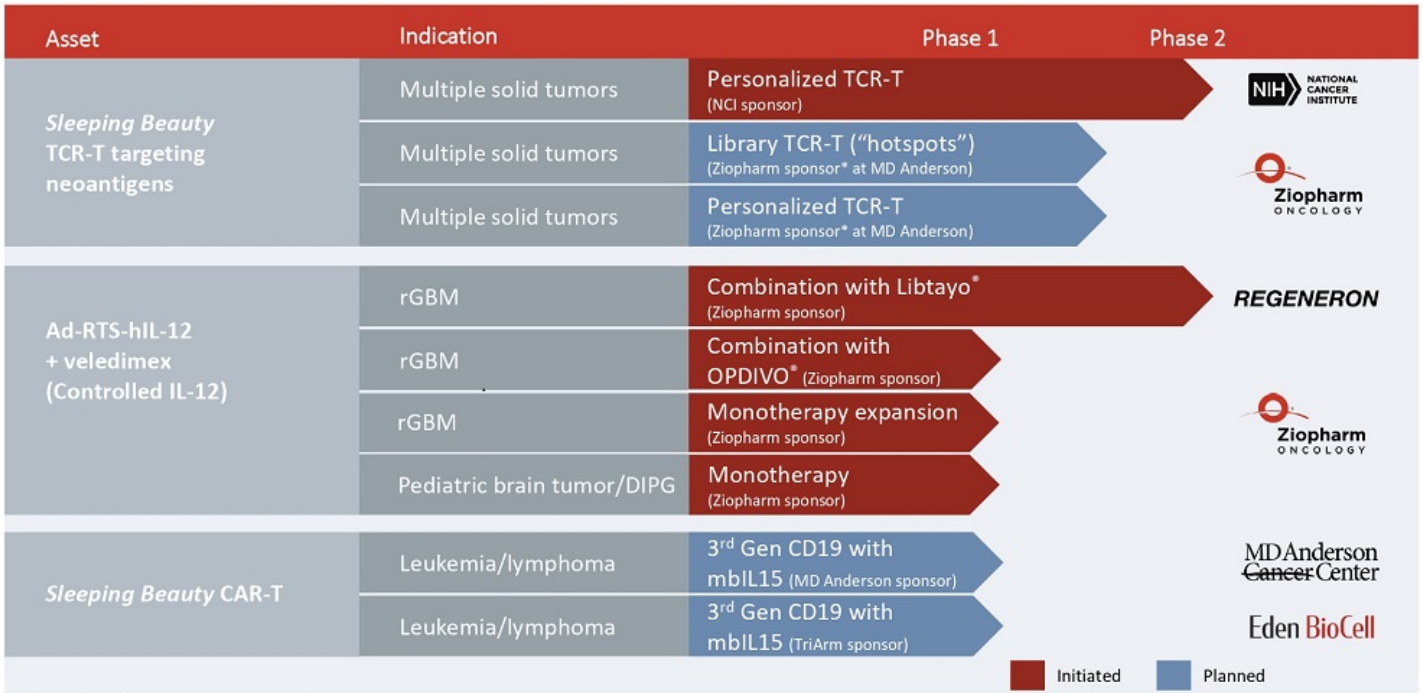 Asset Indication Phase 1 Phase 2
Sleeping Beauty
TCR-T targeting
neoantigens
Multiple solid tumors
Personalized TCR-T
(NCI sponsor)
NIH
NATIONAL
CANCER
INSTITUTE
Multiple solid tumors
Library TCR-T (“hotspots”)
(Ziopharm sponsor* at MD Anderson)
Multiple solid tumors
Personalized TCR-T
(Ziopharm sponsor* at MD Anderson)
Ziopharm
ONCOLOGY
Ad-RTS-hIL-12
+ veledimex
(Controlled IL-12)
rGBM
Combination with Libtayo®
(Ziopharm sponsor)
REGENERON
rGBM
Combination with
OPDIVO® (Ziopharm sponsor)
rGBM
Monotherapy expansion
(Ziopharm sponsor)
Pediatric brain tumor/DIPG
Monotherapy
(Ziopharm sponsor)
Ziopharm
ONCOLOGY
Sleeping Beauty CAR-T
Leukemia/lymphoma
3rd Gen CD19 with
mbIL15 (MD Anderson sponsor)
MD Anderson
Cancer Center
Leukemia/lymphoma
3rd Gen CD19 with
mbIL15 (TriArm sponsor)
Eden BioCell
Initiated Planned